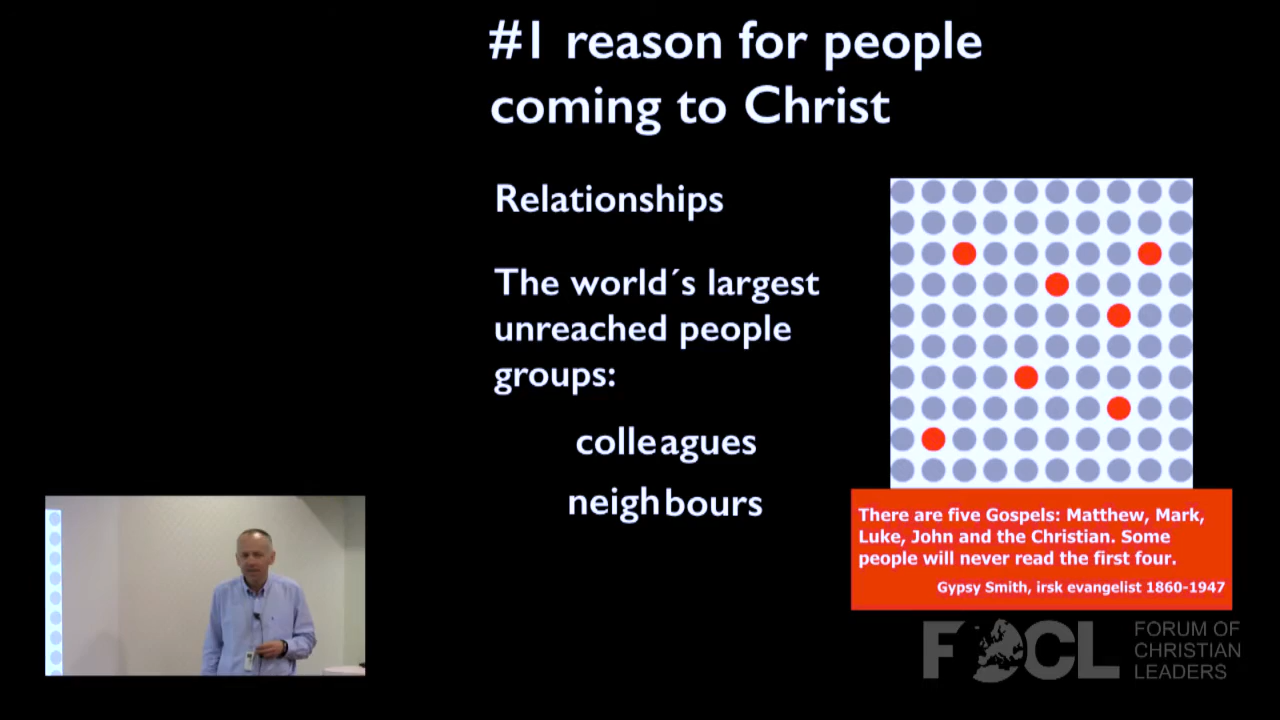 #1 reason for people
coming to Christ
Relationships
The world´s largest
unreached people
groups:
colleagues
neighbours
There are five Gospels: Matthew, Mark,
Luke, John and the Christian. Some
people will never read the first four.
Gypsy Smith, irsk evangelist 1860-1947
FOCL
FORUM OF
CHRISTIAN
LEADERS